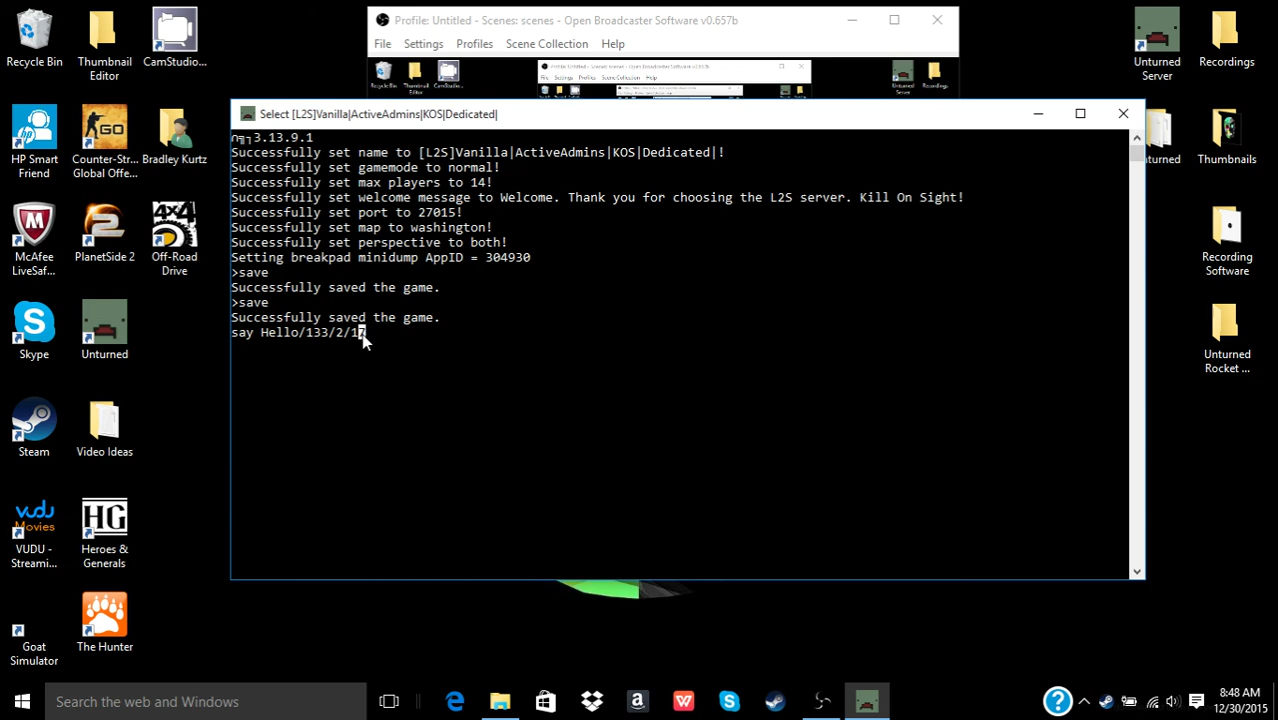 Recycle Bin
Thumbnail
Editor
CamStudio...
HP Smart
Friend
Counter-Str...
Global Offe...
Bradley Kurtz
McAfee
LiveSaf...
PlanetSide 2
Off-Road
Drive
Skype
Unturned
Steam
Video Ideas
VUDU -
Streami...
Heroes &
Generals
Goat
Simulator
The Hunter
Profile: Untitled - Scenes: scenes - Open Broadcaster Software v0.657b
File Settings Profiles Scene Collection Help
Select [L2S]Vanilla|ActiveAdmins|KOS|Dedicated|
3.13.9.1
Successfully set name to [L2S]Vanilla|ActiveAdmins|KOS|Dedicated|!
Successfully set gamemode to normal!
Successfully set max players to 14!
Successfully set welcome message to Welcome. Thank you for choosing the L2S server. Kill On Sight!
Successfully set port to 27015!
Successfully set map to washington!
Successfully set perspective to both!
Setting breakpad minidump AppID = 304930
>save
Successfully saved the game.
>save
Successfully saved the game.
say Hello/133/2/17
Unturned
Server
Recordings
turned
Thumbnails
Recording
Software
Unturned
Rocket ...
Search the web and Windows
8:48 AM
12/30/2015